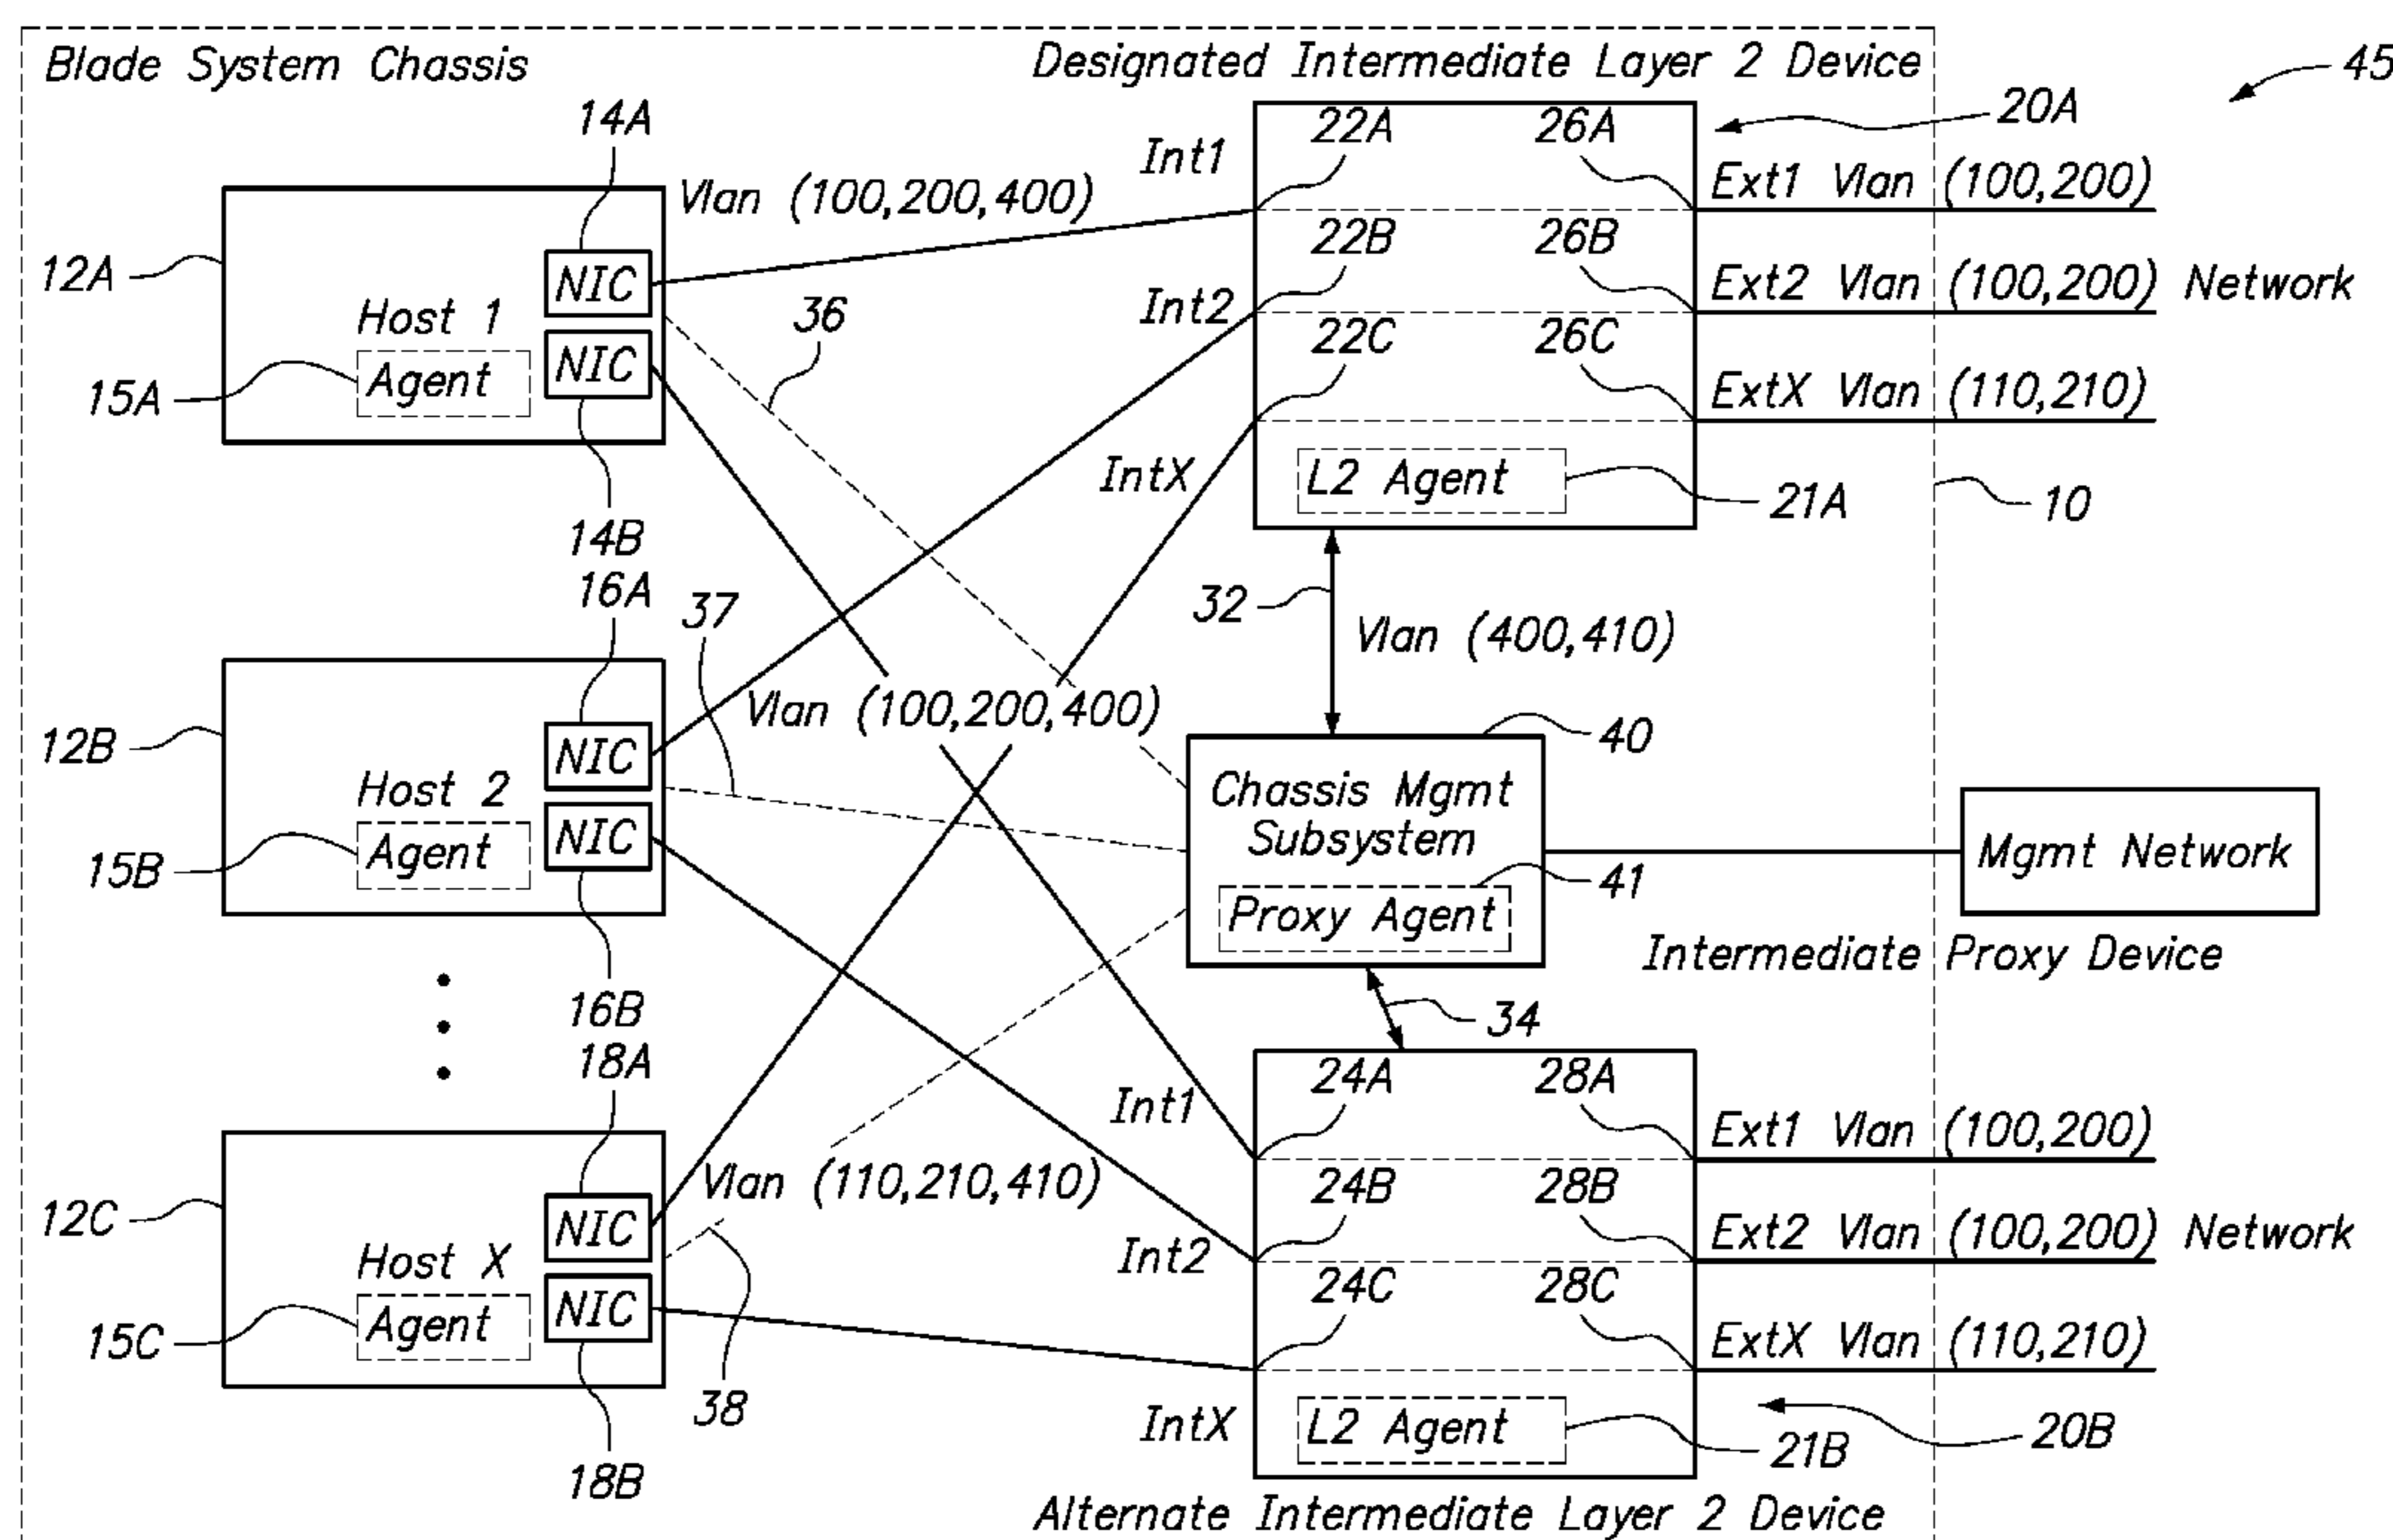 Blade System Chassis
Designated Intermediate Layer 2 Device
45
14A
22A
26A
20A
Int1
Vlan (100,200,400)
Ext1 Vlan (100,200)
12A
NIC
22B
26B
Host 1
36
Int2
Ext2 Vlan (100,200) Network
NIC
22C
26C
15A
Agent
ExtX Vlan (110,210)
IntX
L2 Agent
21A
10
14B
16A
37
32
Vlan (400,410)
Vlan (100,200,400)
40
12B
NIC
Host 2
Chassis Mgmt
Subsystem
Mgmt Network
NIC
15B
Agent
41
Proxy Agent
Intermediate Proxy Device
16B
34
18A
24A
28A
Int1
Ext1 Vlan (100,200)
Vlan (110,210,410)
24B
28B
12C
NIC
Int2
Ext2 Vlan (100,200) Network
Host X
24C
28C
NIC
15C
Agent
ExtX Vlan (110,210)
38
IntX
L2 Agent
21B
20B
18B
Alternate Intermediate Layer 2 Device